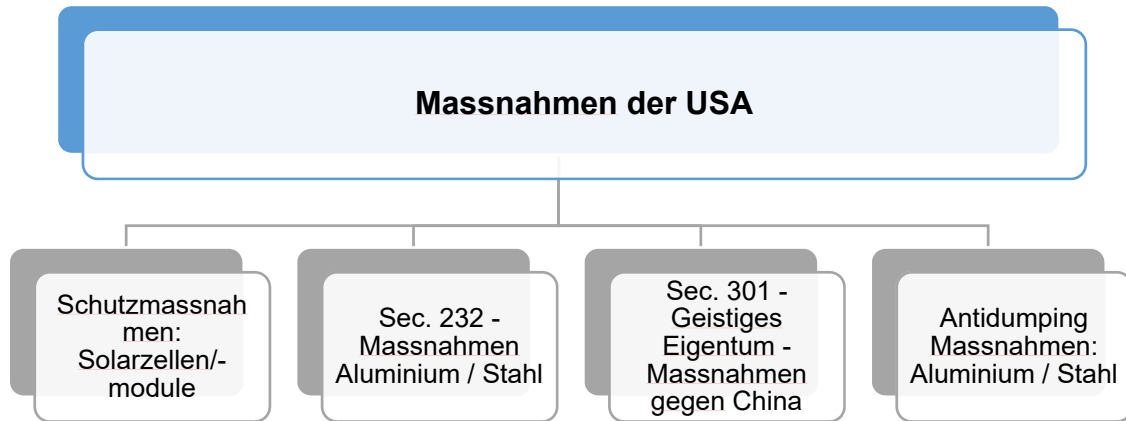 Massnahmen der USA
Schutzmassnah
men:
Solarzellen/-
module
Sec. 232 -
Massnahmen
Aluminium / Stahl
Sec. 301 -
Geistiges
Eigentum -
Massnahmen
gegen China
Antidumping
Massnahmen:
Aluminium / Stahl